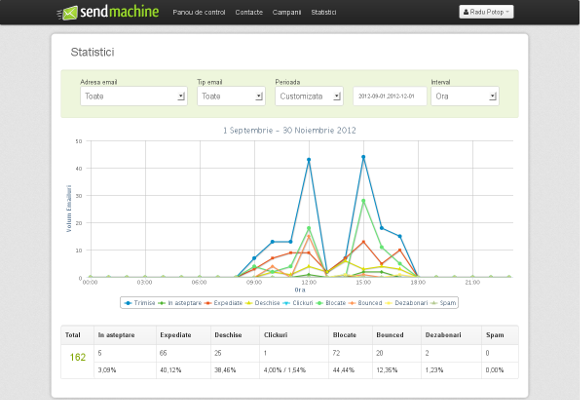 sendmachine Panou de control Contacte Campanii Statistici Radu Potop
Statistici
Adresa email Tip email Perioada Interval
Toate Toate Customizata 2012-09-01,2012-12-01 Ora
1 Septembrie - 30 Noiembrie 2012
50
40
30
20
10
0
Volum Emailuri
00:00 03:00 06:00 09:00 12:00 15:00 18:00 21:00
Ora
Trimise In asteptare Expediate Deschise Clickuri Blocate Bounced Dezabonari Spam
Total In asteptare Expediate Deschise Clickuri Blocate Bounced Dezabonari Spam
162 5 65 25 1 72 20 2 0
3,09% 40,12% 38,46% 4,00% / 1,54% 44,44% 12,35% 1,23% 0,00%